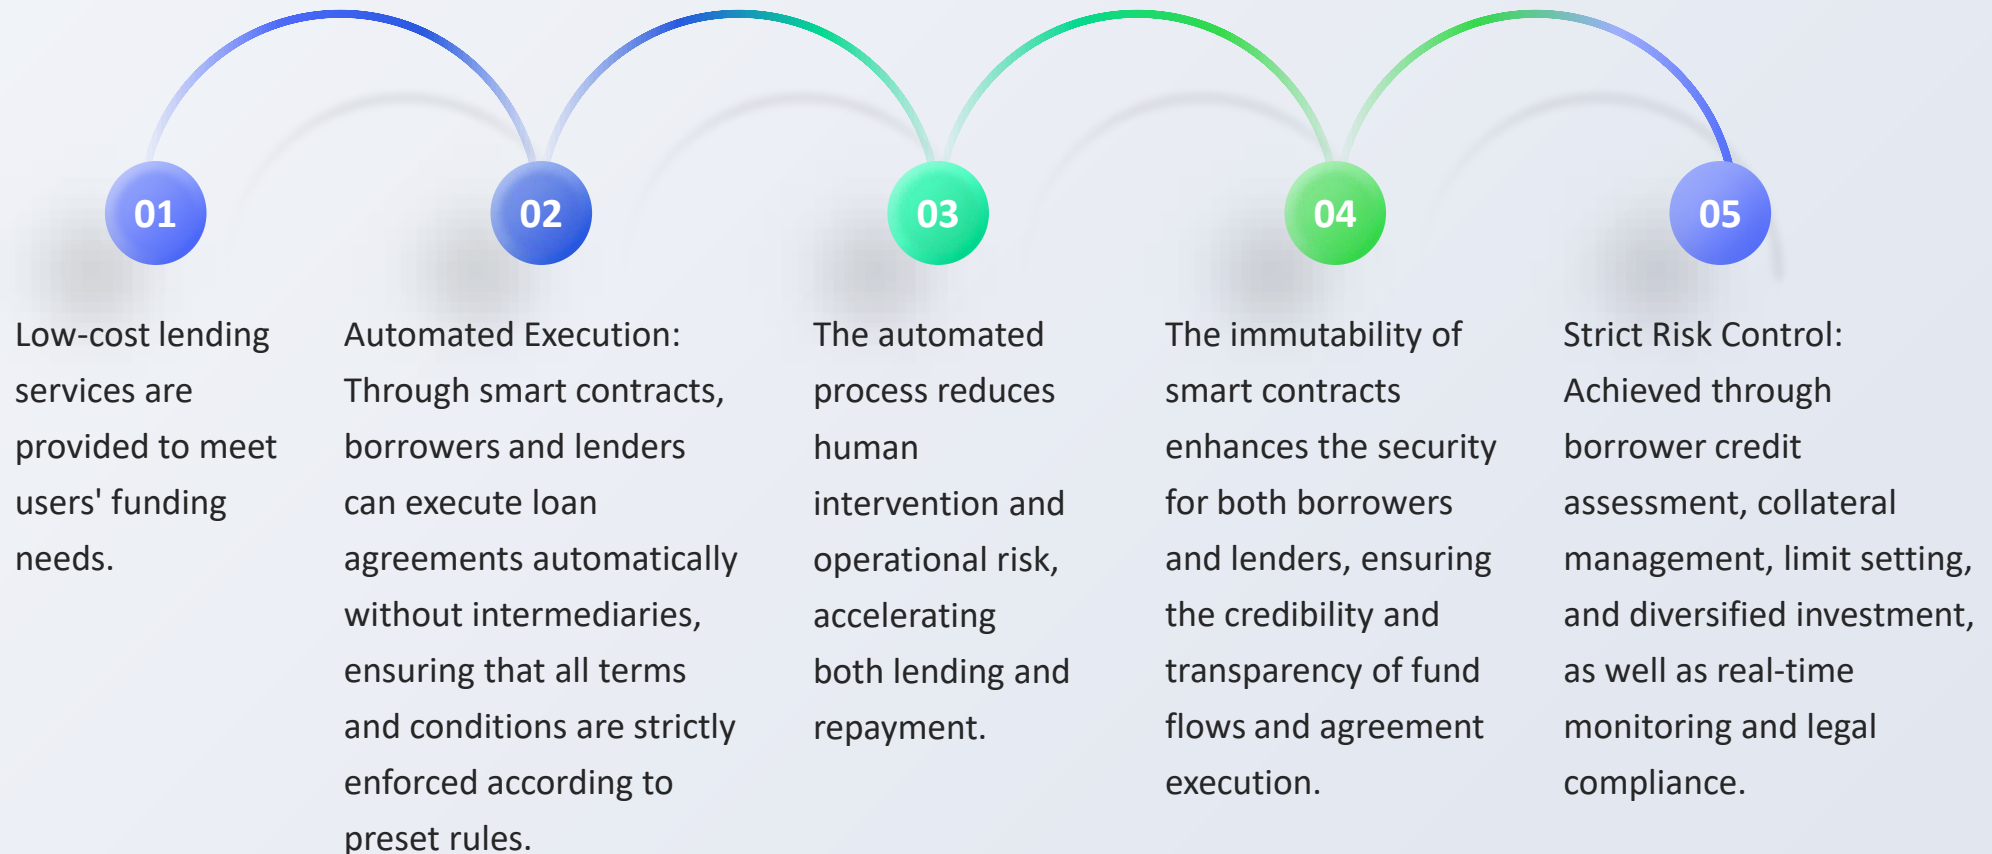 01
Low-cost lending
services are
provided to meet
users' funding
needs.
02
Automated Execution:
Through smart contracts,
borrowers and lenders
can execute loan
agreements automatically
without intermediaries,
ensuring that all terms
and conditions are strictly
enforced according to
preset rules.
03
The automated
process reduces
human
intervention and
operational risk,
accelerating
both lending and
repayment.
04
The immutability of
smart contracts
enhances the security
for both borrowers
and lenders, ensuring
the credibility and
transparency of fund
flows and agreement
execution.
05
Strict Risk Control:
Achieved through
borrower credit
assessment, collateral
management, limit setting,
and diversified investment,
as well as real-time
monitoring and legal
compliance.